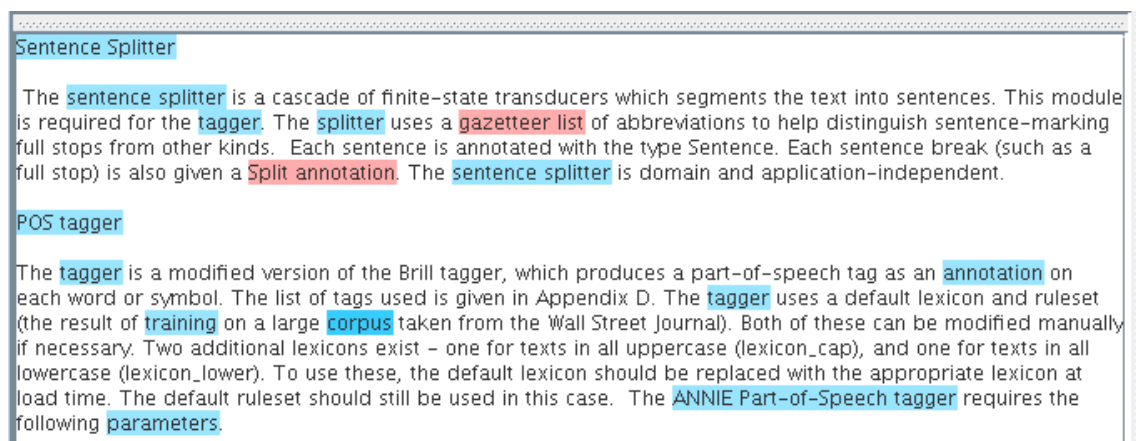 Sentence Splitter
The sentence splitter is a cascade of finite-state transducers which segments the text into sentences. This module
is required for the tagger. The splitter uses a gazetteer list of abbreviations to help distinguish sentence-marking
full stops from other kinds.  Each sentence is annotated with the type Sentence. Each sentence break (such as a
full stop) is also given a Split annotation. The sentence splitter is domain and application-independent.
POS tagger
The tagger is a modified version of the Brill tagger, which produces a part-of-speech tag as an annotation on
each word or symbol. The list of tags used is given in Appendix D. The tagger uses a default lexicon and ruleset
(the result of training on a large corpus taken from the Wall Street Journal). Both of these can be modified manually
if necessary. Two additional lexicons exist - one for texts in all uppercase (lexicon_cap), and one for texts in all
lowercase (lexicon_lower). To use these, the default lexicon should be replaced with the appropriate lexicon at
load time. The default ruleset should still be used in this case.  The ANNIE Part-of-Speech tagger requires the
following parameters.